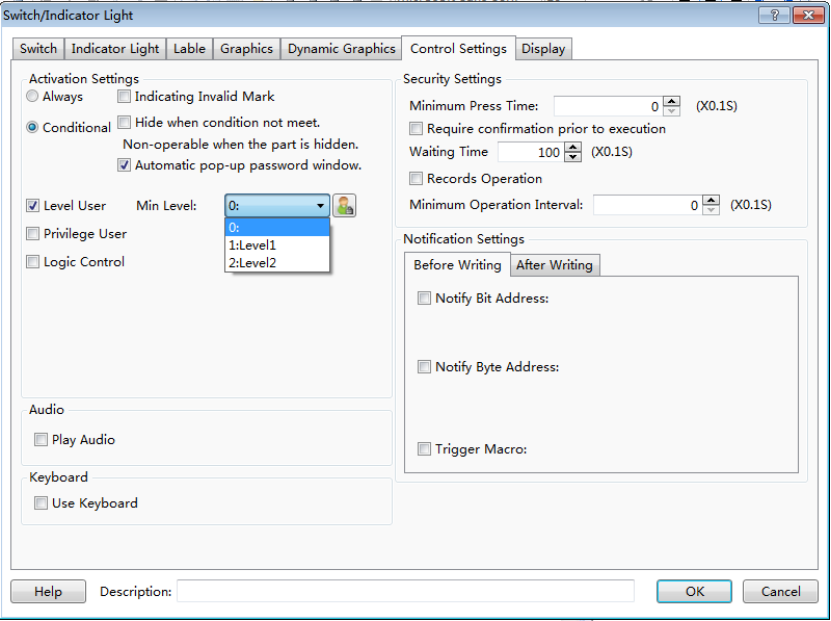 Switch/Indicator Light
Switch Indicator Light Lable Graphics Dynamic Graphics Control Settings Display
Activation Settings
Always Indicating Invalid Mark
Conditional Hide when condition not meet.
Non-operable when the part is hidden.
Automatic pop-up password window.
Level User Min Level: 0:
0:
1:Level1
2:Level2
Privilege User
Logic Control
Audio
Play Audio
Keyboard
Use Keyboard
Security Settings
Minimum Press Time: 0 (X0.1S)
Require confirmation prior to execution
Waiting Time 100 (X0.1S)
Records Operation
Minimum Operation Interval: 0 (X0.1S)
Notification Settings
Before Writing After Writing
Notify Bit Address:
Notify Byte Address:
Trigger Macro:
Help Description: OK Cancel